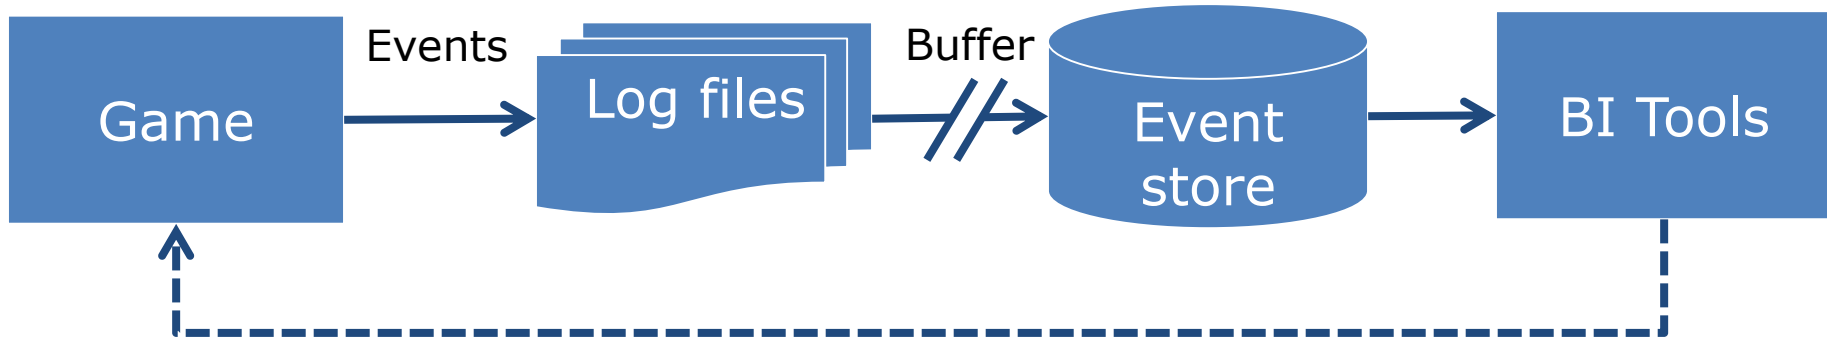 Game
Events
Log files
Buffer
Event
store
BI Tools